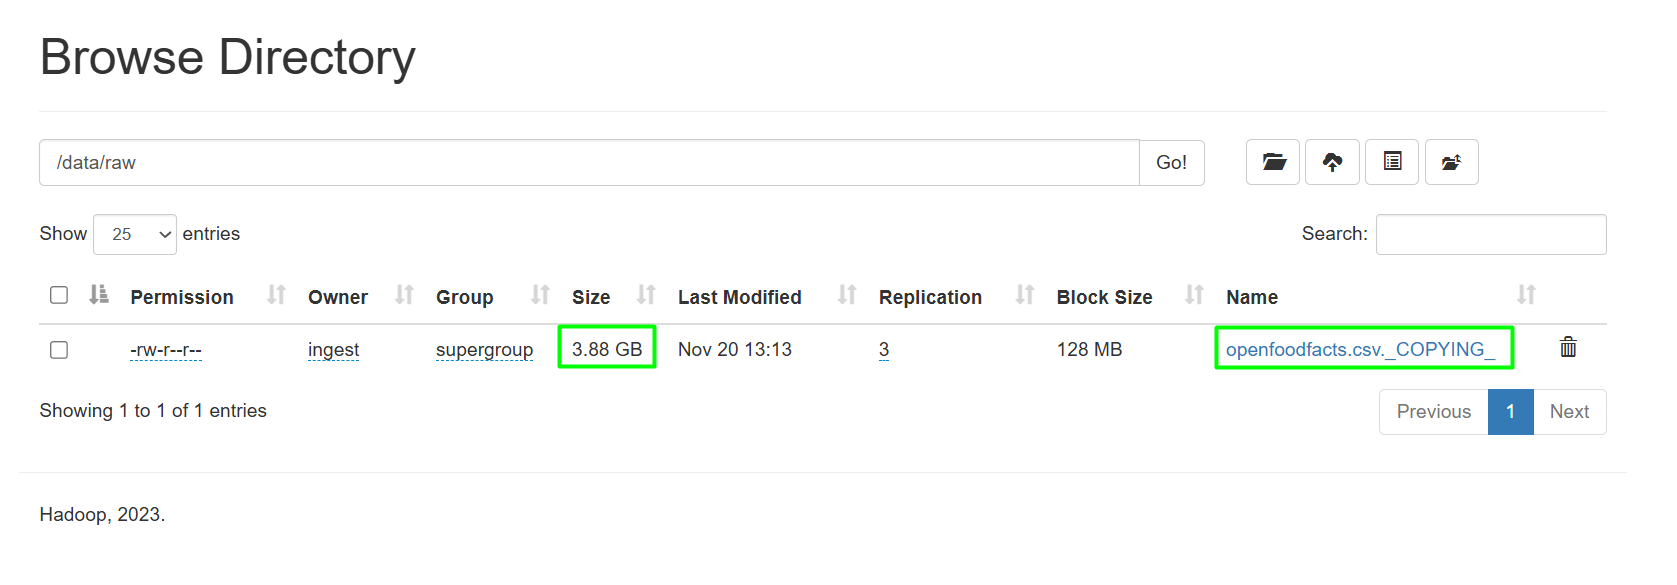 Browse Directory
/data/raw
Go!
Show 25 entries
Search:
Permission Owner Group Size Last Modified Replication Block Size Name
-rw-r--r-- ingest supergroup 3.88 GB Nov 20 13:13 3 128 MB openfoodfacts.csv._COPYING_
Showing 1 to 1 of 1 entries
Previous 1 Next
Hadoop, 2023.